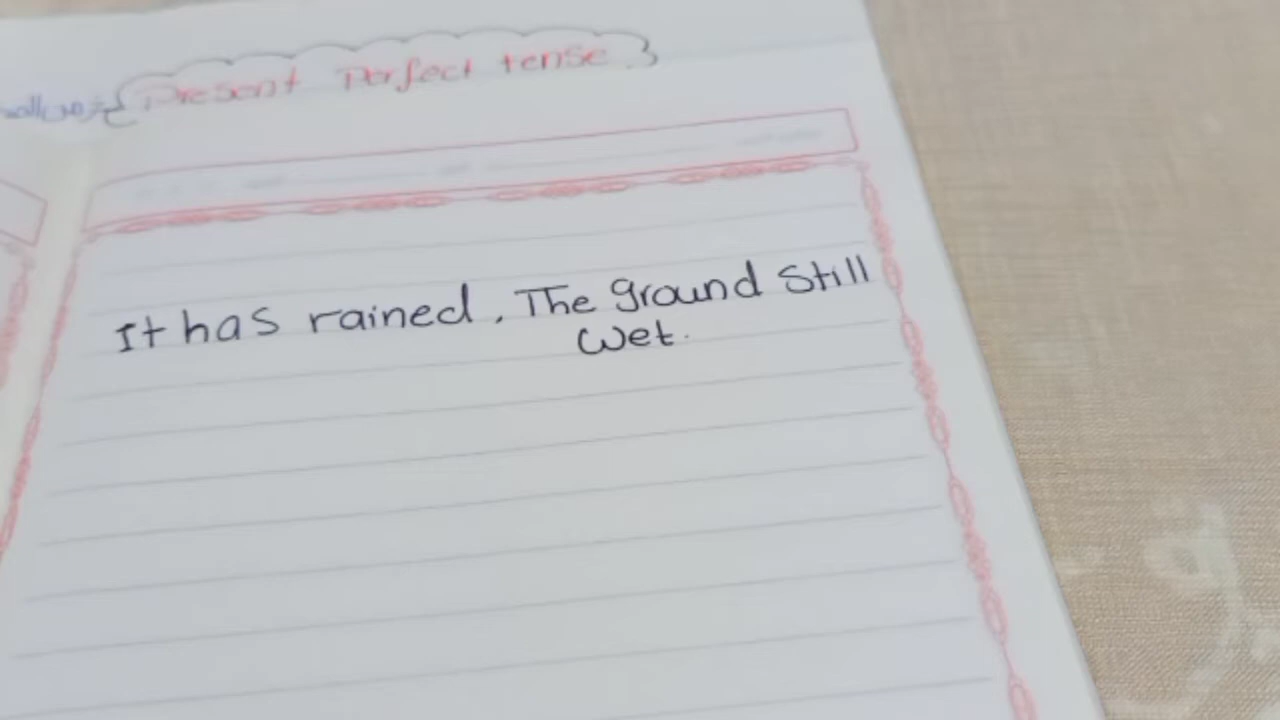 Present Perfect tense
It has rained. The ground Still
Wet.